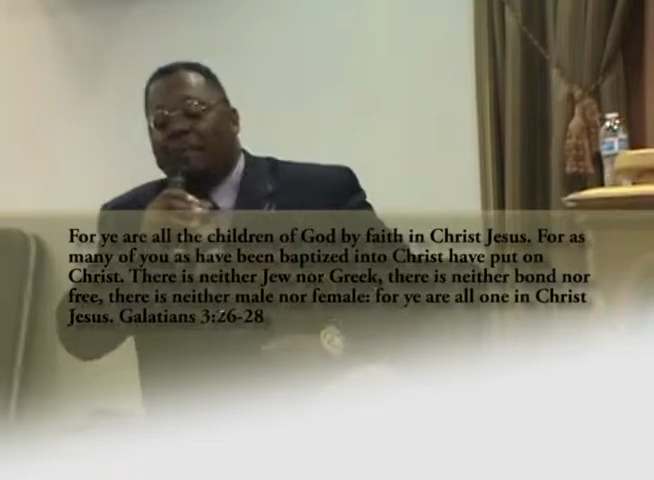 For ye are all the children of God by faith in Christ Jesus. For as
many of you as have been baptized into Christ have put on
Christ. There is neither Jew nor Greek, there is neither bond nor
free, there is neither male nor female: for ye are all one in Christ
Jesus. Galatians 3:26-28